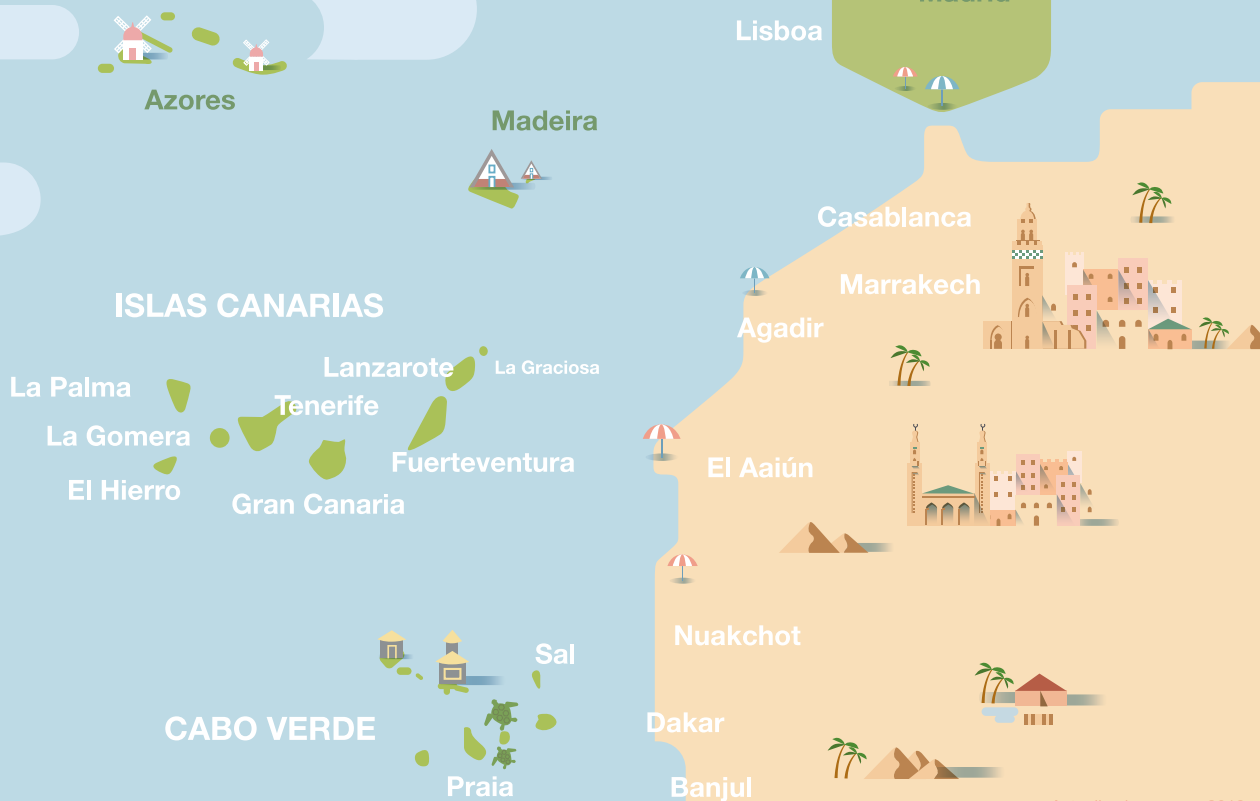 Madrid
Lisboa
Azores
Madeira
Casablanca
Marrakech
ISLAS CANARIAS
Agadir
Lanzarote
La Graciosa
La Palma
Tenerife
La Gomera
Fuerteventura
El Aaiún
El Hierro
Gran Canaria
Nuakchot
Sal
Dakar
CABO VERDE
Praia
Banjul